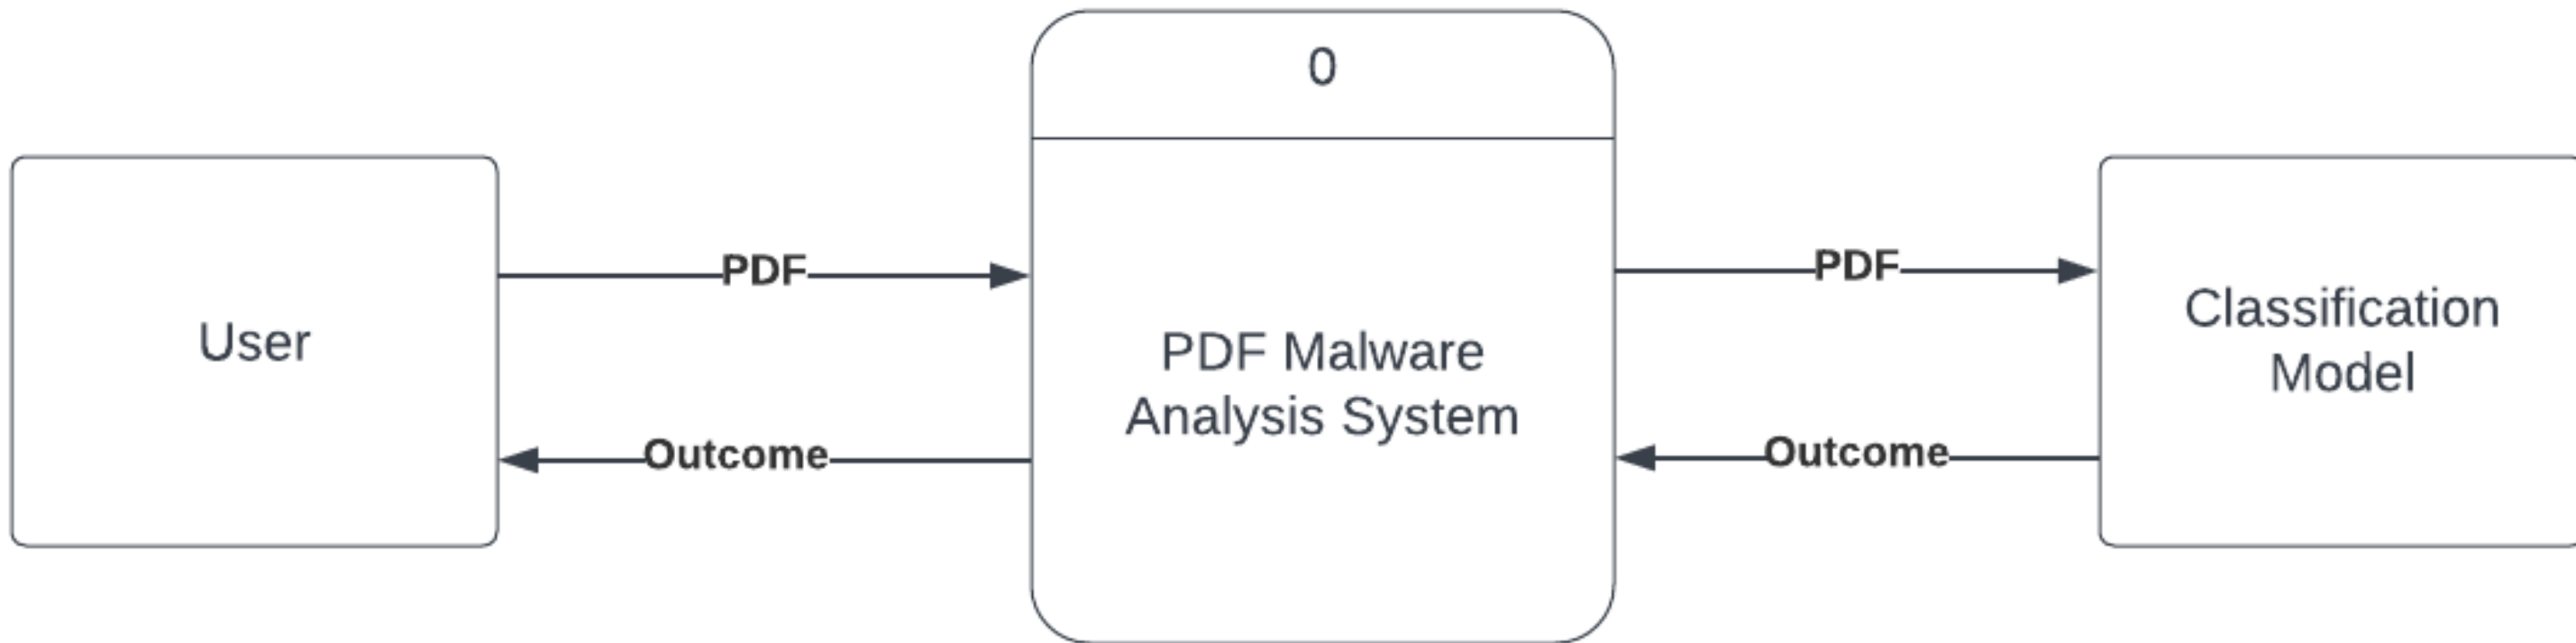 0
User
PDF
Outcome
PDF Malware
Analysis System
PDF
Outcome
Classification
Model